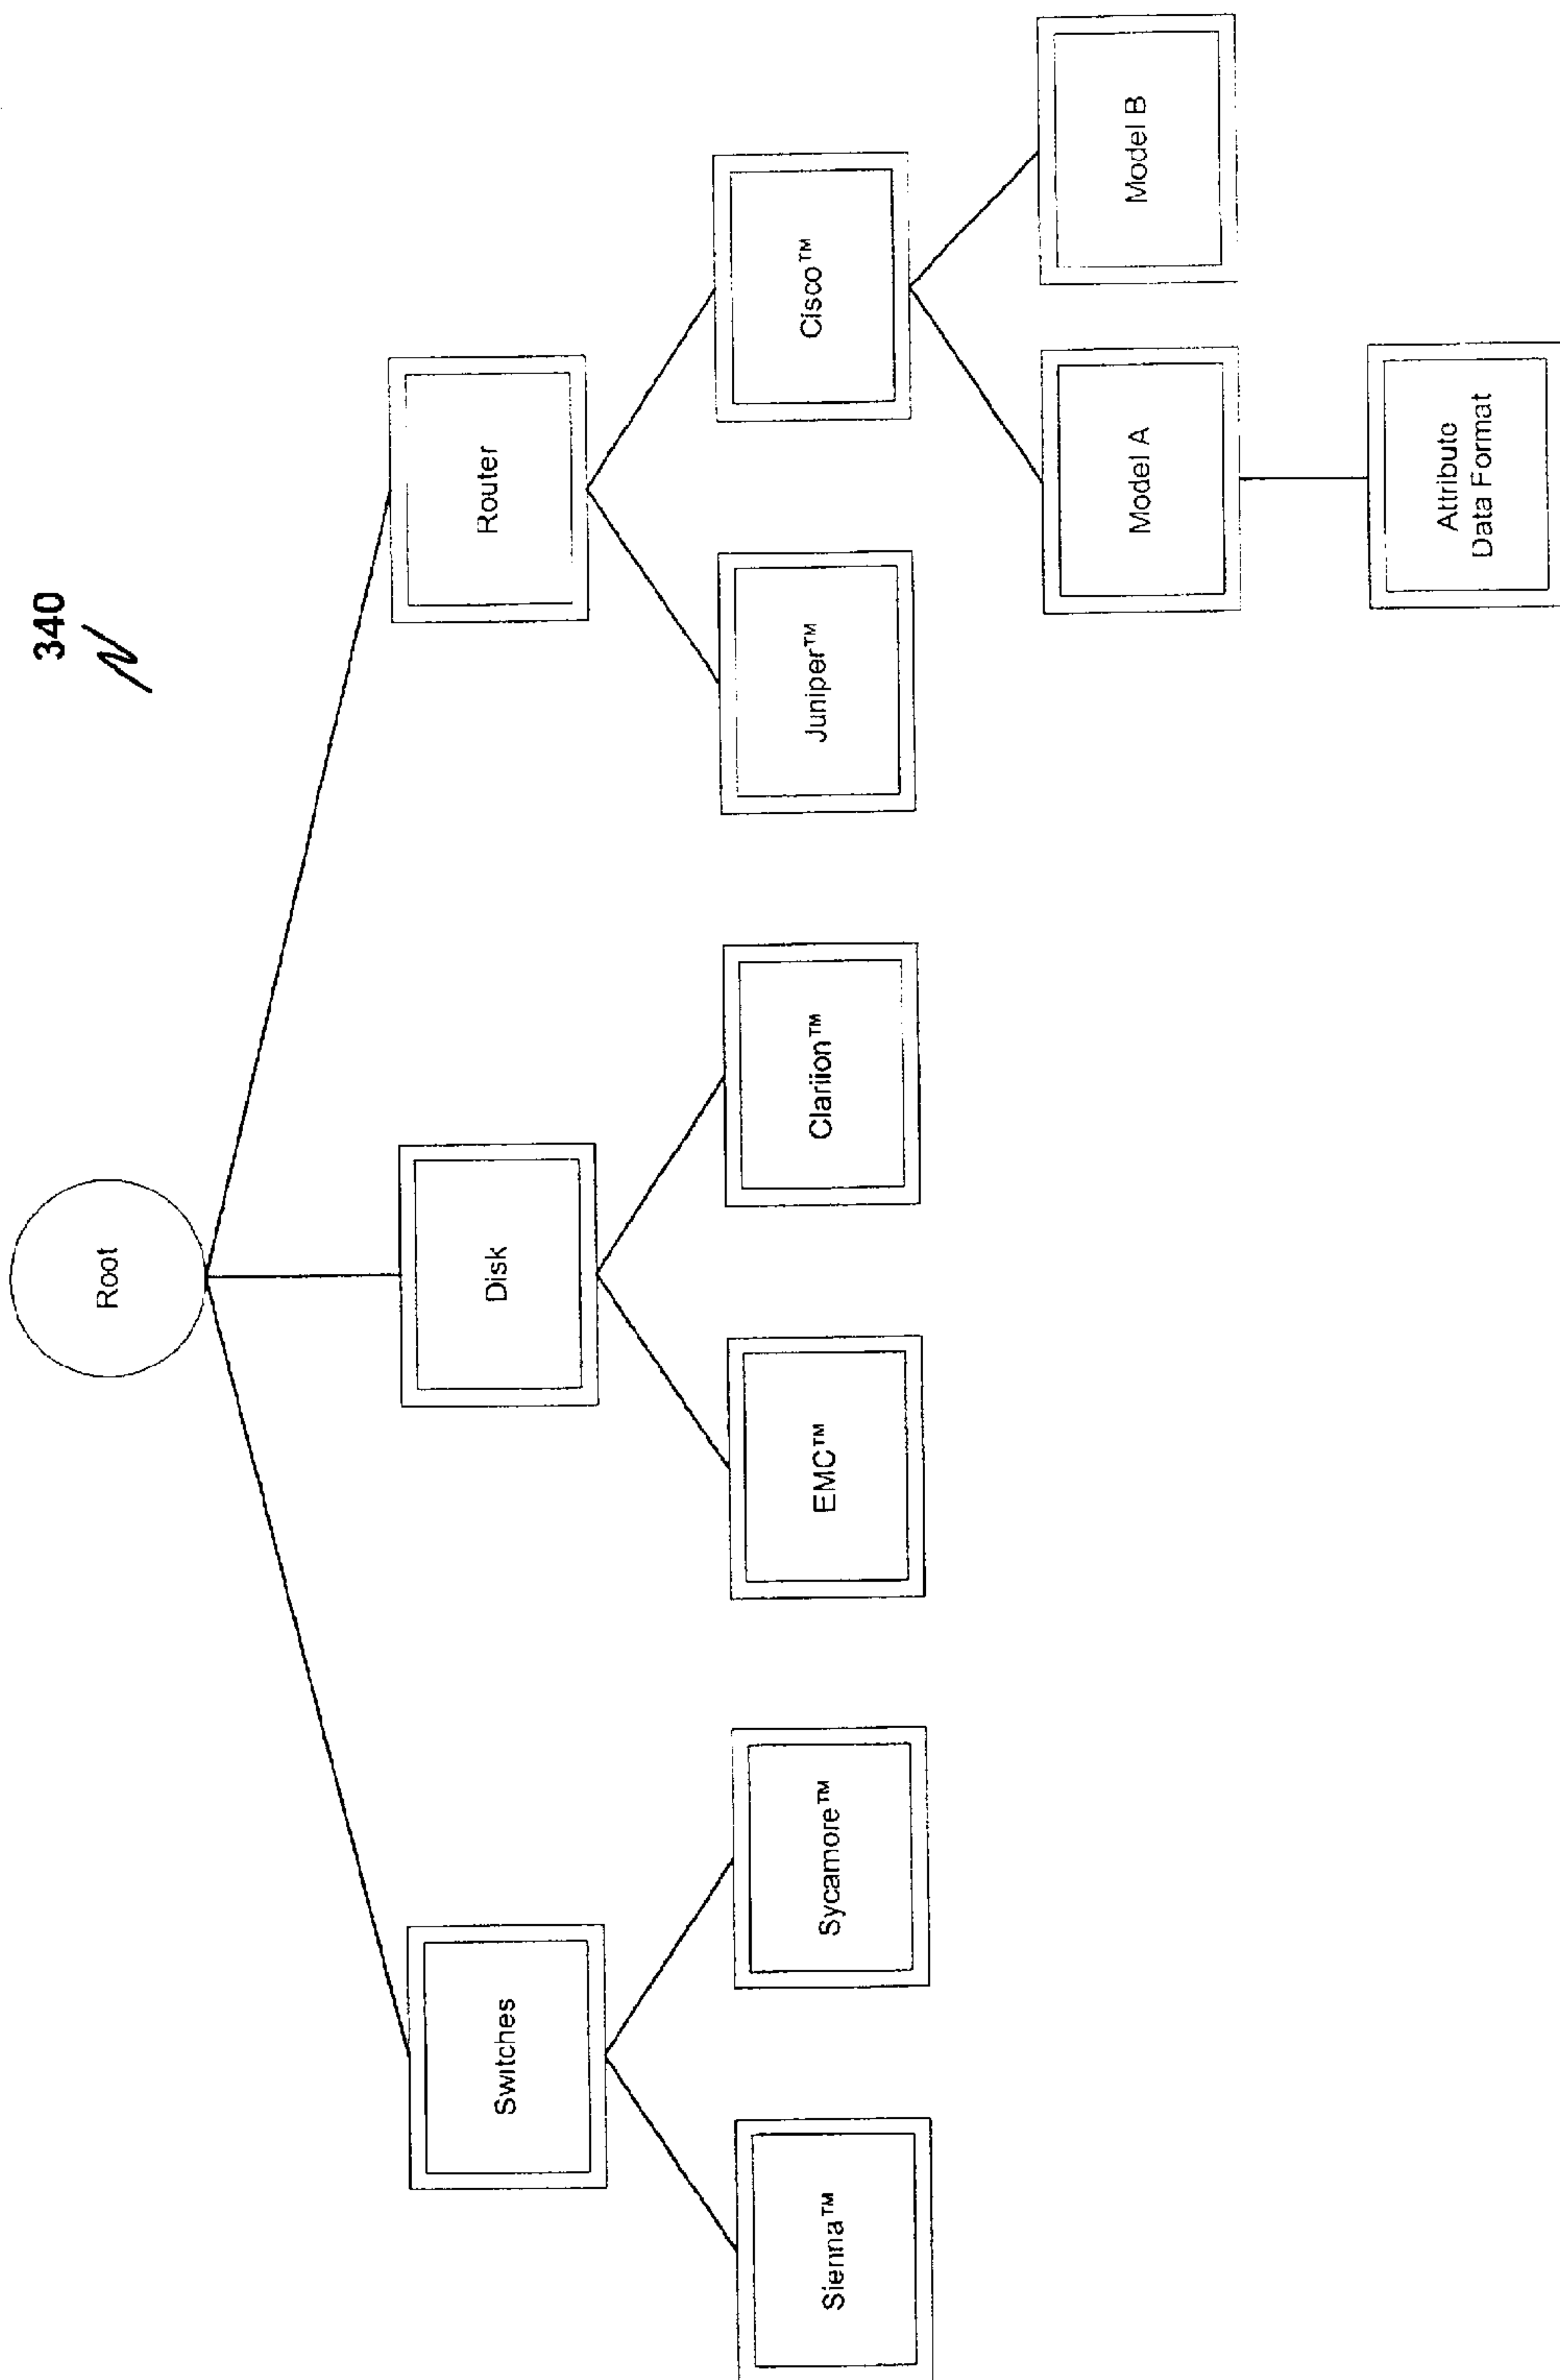 340
Root
Switches
Disk
Router
Sienna™
Sycamore™
EMC™
Clariion™
Juniper™
Cisco™
Model A
Model B
Attribute
Data Format